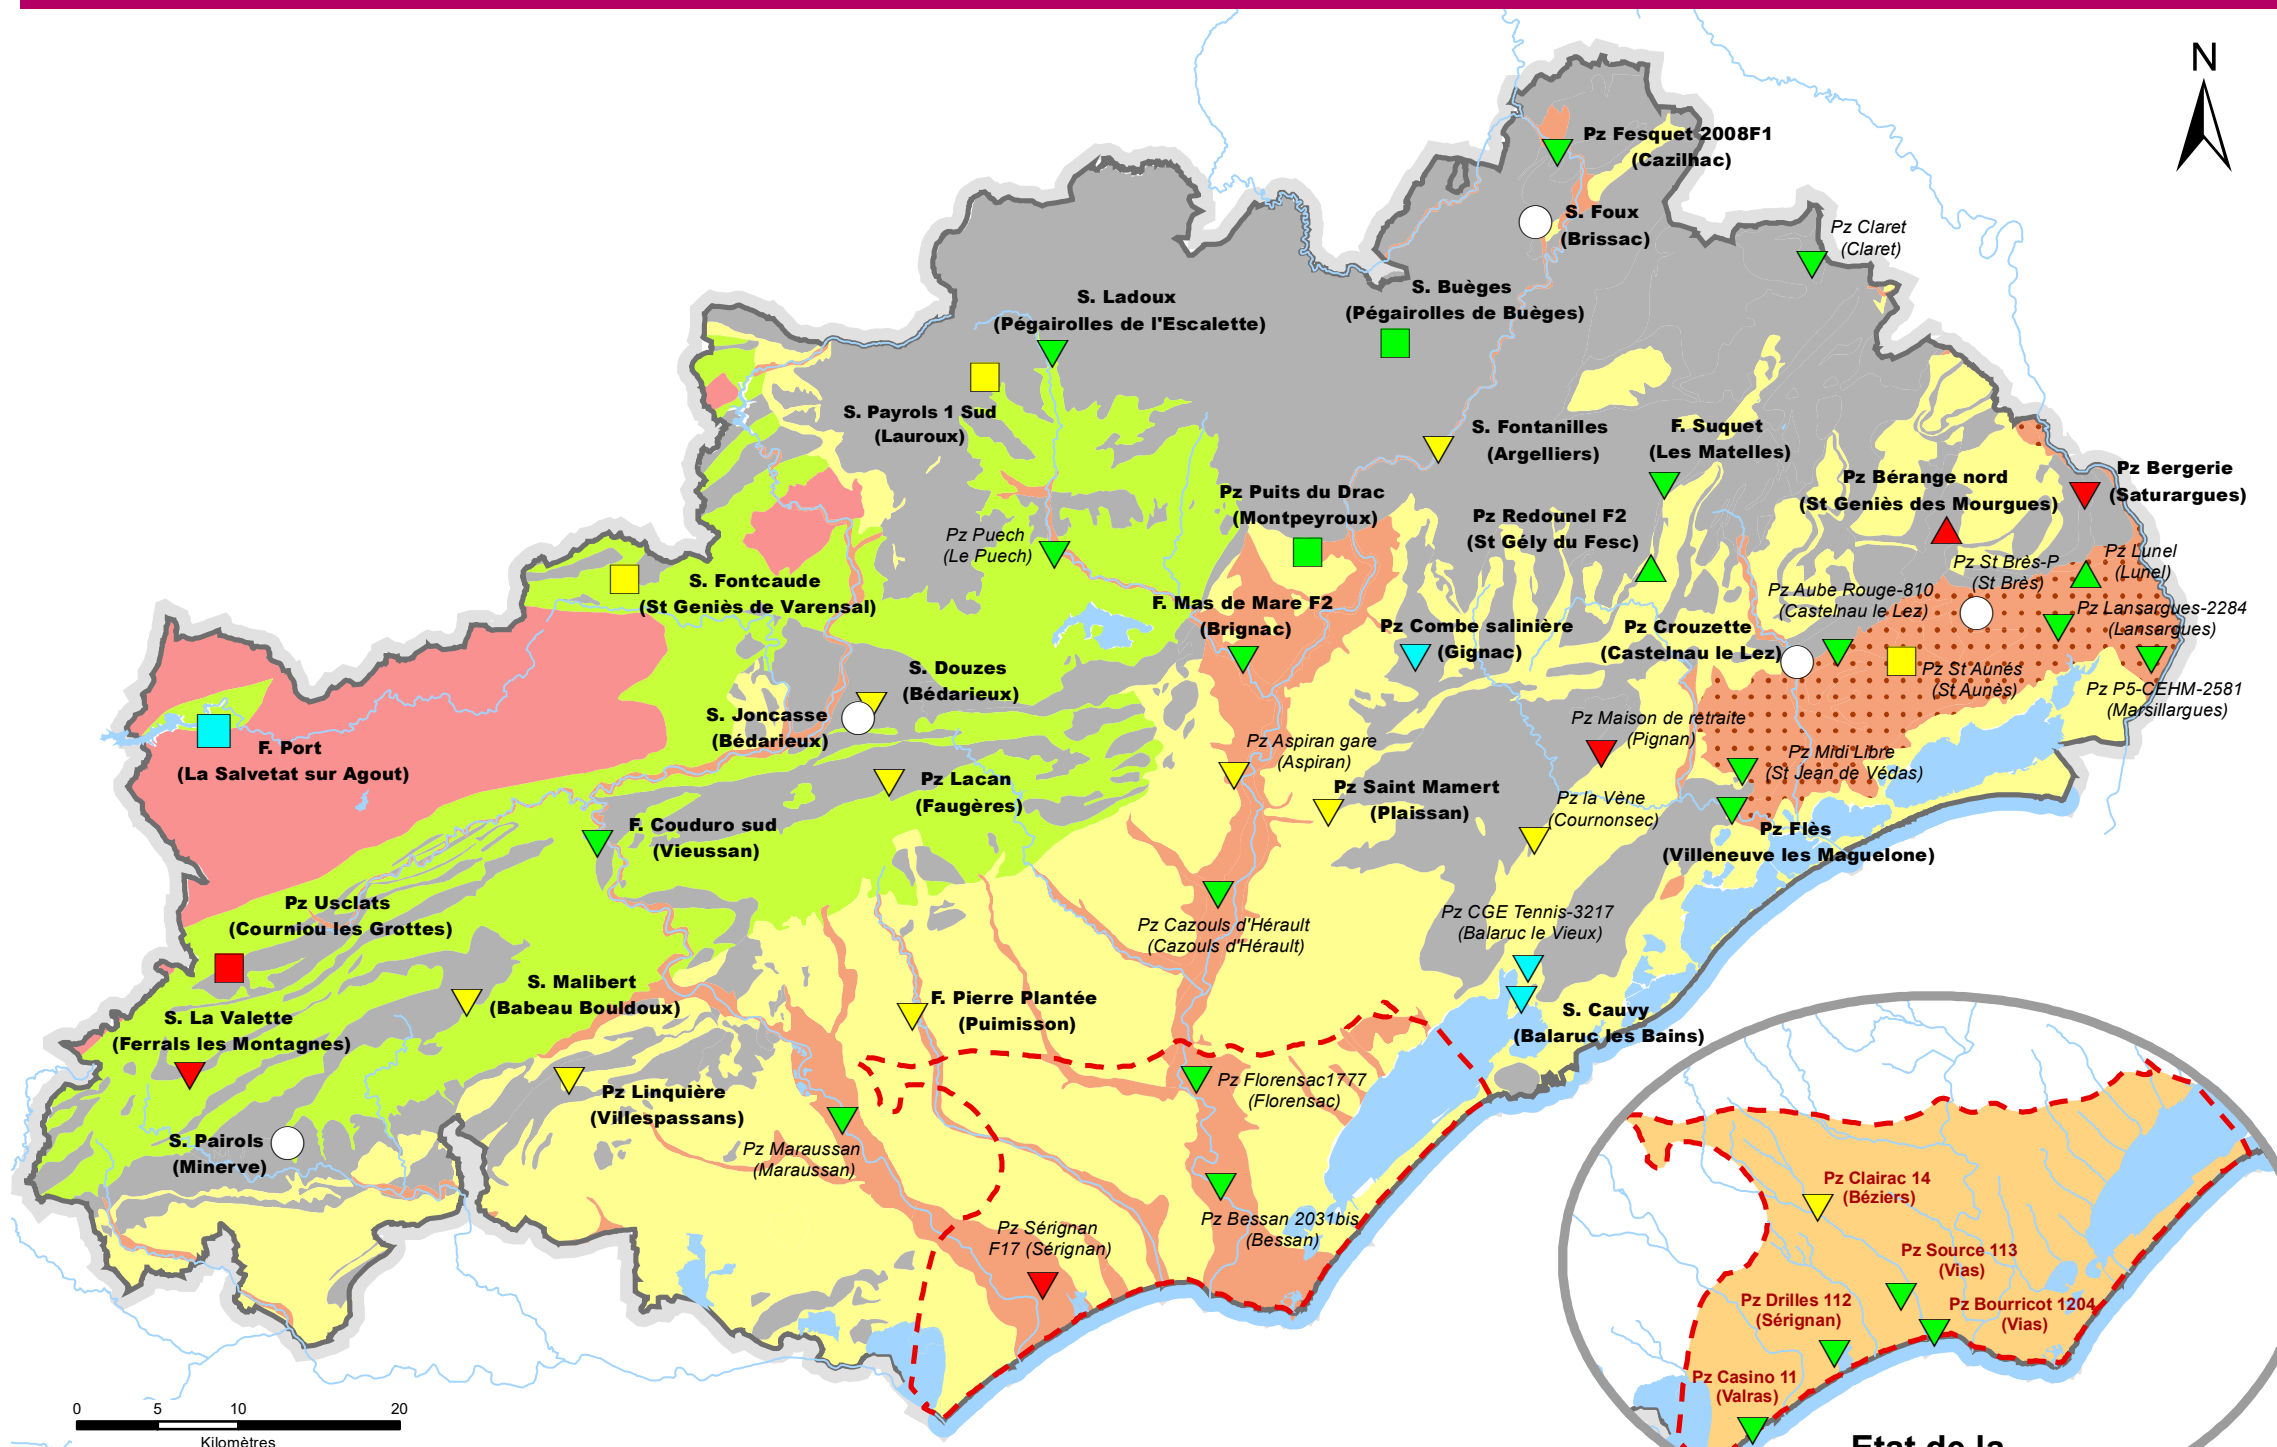 N
Pz Fesquet 2008F1
(Cazilhac)
S. Foux
(Brissac)
Pz Claret
(Claret)
S. Buèges
(Pégairolles de Buèges)
S. Ladoux
(Pégairolles de l'Escalette)
S. Payrols 1 Sud
(Lauroux)
S. Fontanilles
(Argelliers)
F. Suquet
(Les Matelles)
Pz Bérange nord
(St Geniès des Mourgues)
Pz Bergerie
(Saturargues)
Pz Puits du Drac
(Montpeyroux)
Pz Redounel F2
(St Gély du Fesc)
Pz Puech
(Le Puech)
Pz St Brès-P
(St Brès)
Pz Lunel
(Lunel)
S. Fontcaude
(St Geniès de Varensal)
F. Mas de Mare F2
(Brignac)
Pz Aube Rouge-810
(Castelnau le Lez)
Pz Lansargues-2284
(Lansargues)
Pz Combe salinière
(Gignac)
Pz Crouzette
(Castelnau le Lez)
S. Douzes
(Bédarieux)
Pz St Aunés
(St Aunès)
Pz P5-CEHM-2581
(Marsillargues)
S. Joncasse
(Bédarieux)
F. Port
(La Salvetat sur Agout)
Pz Maison de retraite
(Pignan)
Pz Aspiran gare
(Aspiran)
Pz Midi Libre
(St Jean de Védas)
Pz Lacan
(Faugères)
Pz Saint Mamert
(Plaissan)
Pz la Vène
(Cournonsec)
F. Couduro sud
(Vieussan)
Pz Flès
(Villeneuve les Maguelone)
Pz Usclats
(Courniou les Grottes)
Pz Cazouls d'Hérault
(Cazouls d'Hérault)
Pz CGE Tennis-3217
(Balaruc le Vieux)
S. Malibert
(Babeau Bouldoux)
F. Pierre Plantée
(Puimisson)
S. Cauvy
(Balaruc les Bains)
S. La Valette
(Ferrals les Montagnes)
Pz Linquière
(Villespassans)
Pz Florensac1777
(Florensac)
S. Pairols
(Minerve)
Pz Maraussan
(Maraussan)
Pz Sérignan
F17 (Sérignan)
Pz Bessan 2031bis
(Bessan)
Pz Clairac 14
(Béziers)
Pz Source 113
(Vias)
Pz Drilles 112
(Sérignan)
Pz Bourricot 1204
(Vias)
Pz Casino 11
(Valras)
0 5 10 20
Kilomètres
Etat de la